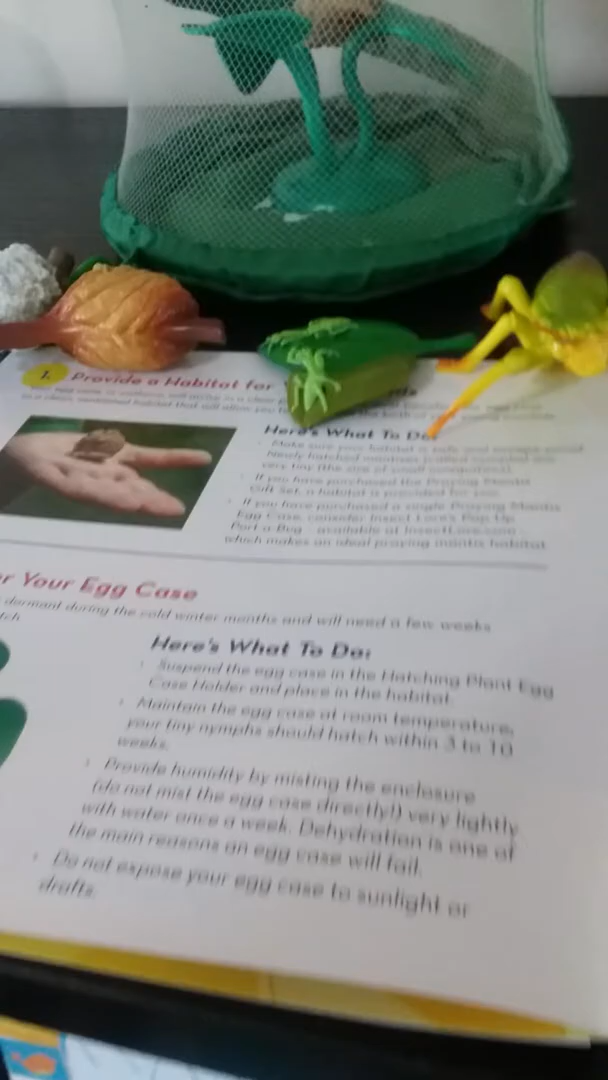 1. Provide a Habitat for
Here's What To Do:
Make sure your habitat is safe and
Newly hatched
very tiny (the size of small
If you have purchased the Praying Mantis
Gift Set, a habitat is provided for you.
If you have purchased a single Praying Mantis
Egg Case, consider Insect Lore's Pop Up
Port-a-Bug - available at InsectLore.com -
which makes an ideal praying mantis habitat
r Your Egg Case
dormant during the cold winter months and will need a few weeks
tch
Here's What To Do:
Suspend the egg case in the Hatching Plant Egg
Case Holder and place in the habitat.
Maintain the egg case at room temperature,
your tiny nymphs should hatch within 3 to 10
weeks.
Provide humidity by misting the enclosure
(do not mist the egg case directly!) very lightly
with water once a week. Dehydration is one of
the main reasons an egg case will fail.
Do not expose your egg case to sunlight or
drafts.